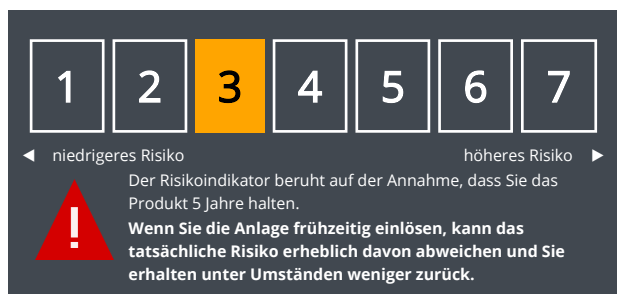 1 2 3 4 5 6 7
niedrigeres Risiko höheres Risiko
Der Risikoindikator beruht auf der Annahme, dass Sie das
Produkt 5 Jahre halten.
Wenn Sie die Anlage frühzeitig einlösen, kann das
tatsächliche Risiko erheblich davon abweichen und Sie
erhalten unter Umständen weniger zurück.
!